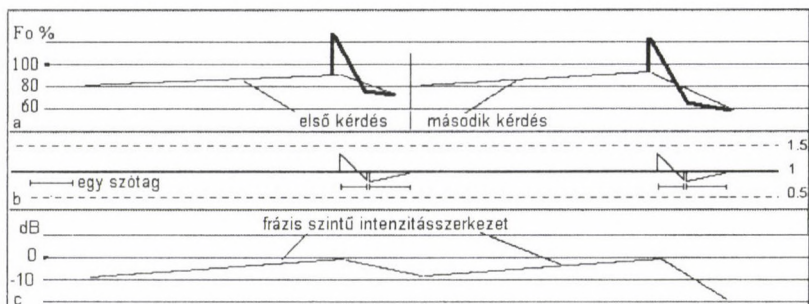 Fo %
100
80
60
a
első kérdés
második kérdés
1.5
1
0.5
egy szótag
b
dB
frázis szintű intenzitásszerkezet
0
-10
c